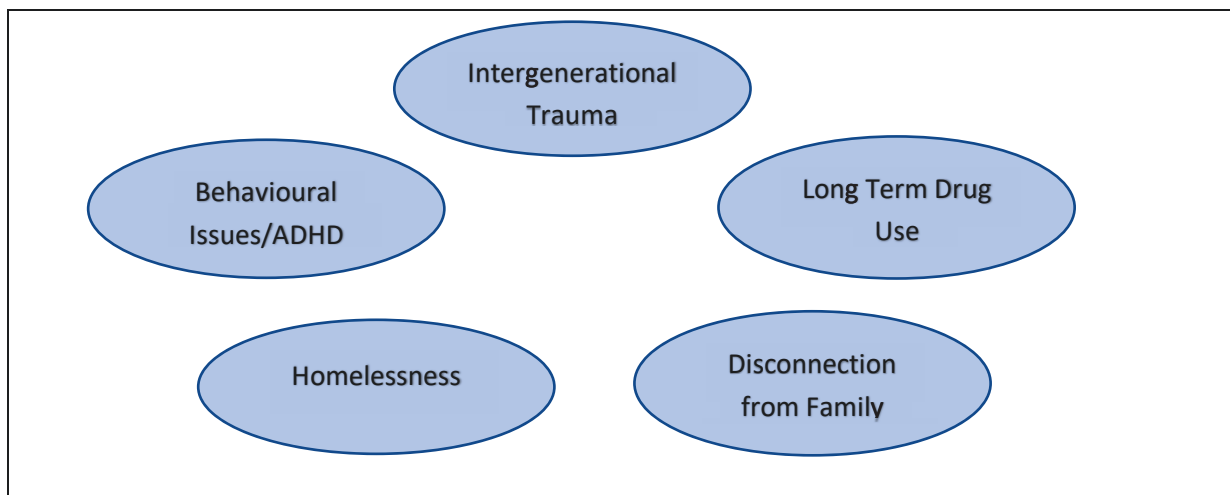 Intergenerational
Trauma
Behavioural
Issues/ADHD
Long Term Drug
Use
Homelessness
Disconnection
from Family